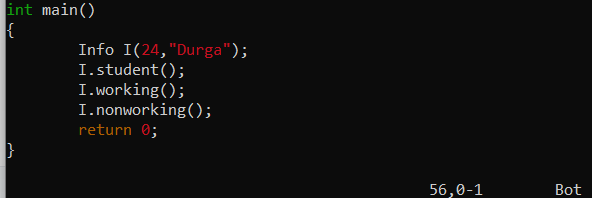 int main()
{
        Info I(24,"Durga");
        I.student();
        I.working();
        I.nonworking();
        return 0;
}
56,0-1        Bot